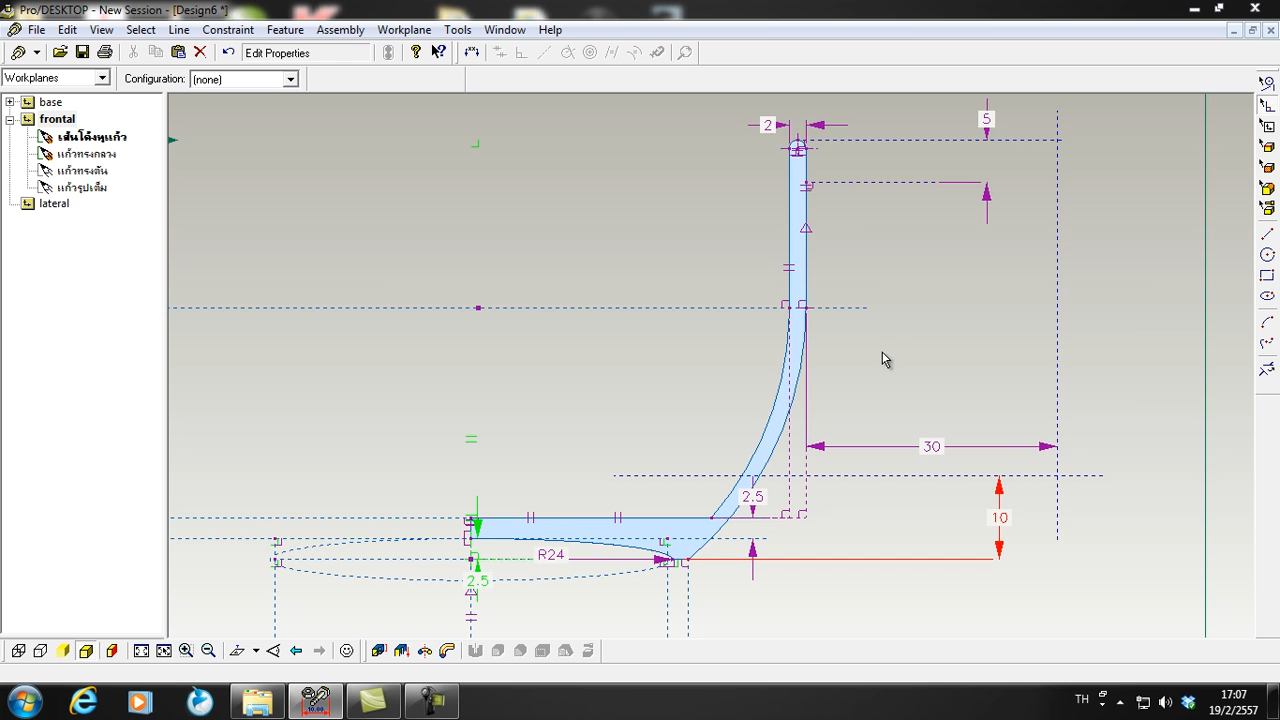 Pro/DESKTOP - New Session - [Design6 *]
File Edit View Select Line Constraint Feature Assembly Workplane Tools Window Help
Edit Properties
Workplanes Configuration: (none)
base
frontal
เส้นโค้งหูแก้ว
แก้วทรงกลวง
แก้วทรงตัน
แก้วรูปเต็ม
lateral
2
5
30
2.5
10
R24
2.5
10.00
TH
17:07
19/2/2557